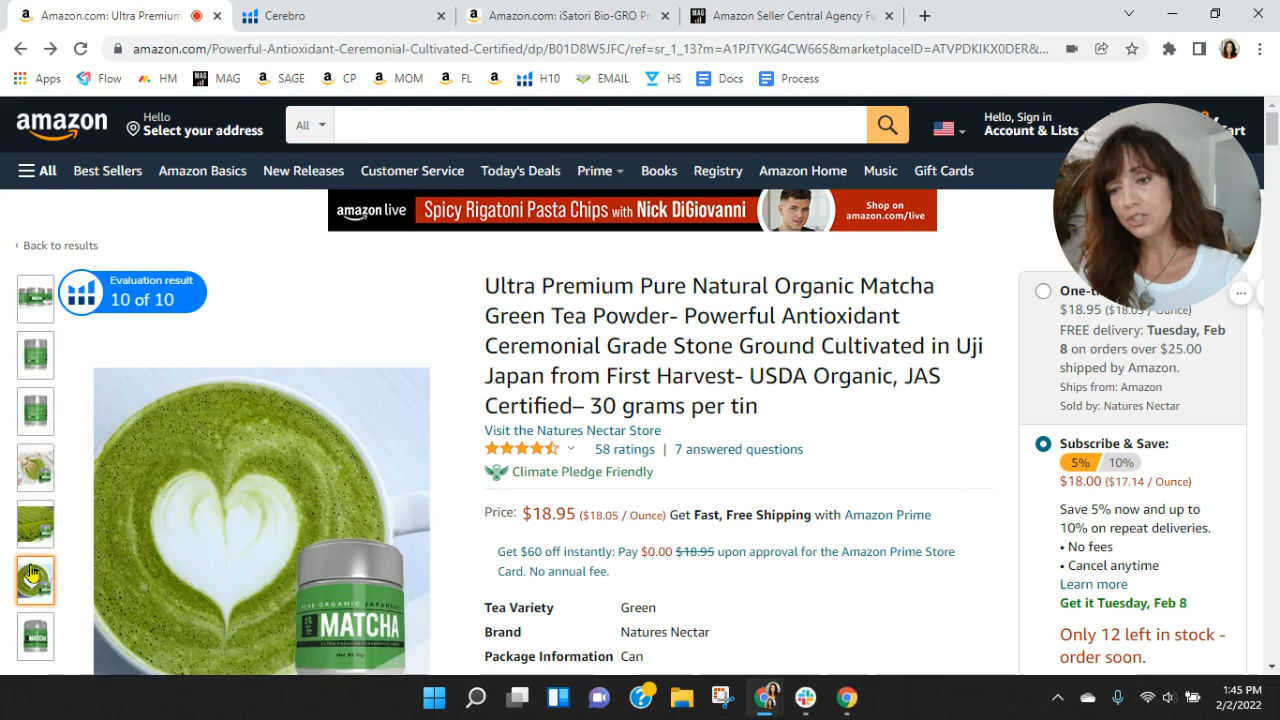 Amazon.com: Ultra Premium
Cerebro
Amazon.com: iSatori Bio-GRO Pr
Amazon Seller Central Agency Fu
amazon.com/Powerful-Antioxidant-Ceremonial-Cultivated-Certified/dp/B01D8W5JFC/ref=sr_1_13?m=A1PJTYKG4CW665&marketplaceID=ATVPDKIKX0DER&...
Apps
Flow
HM
MAG
SAGE
CP
MOM
FL
H10
EMAIL
HS
Docs
Process
amazon
Hello
Select your address
All
Hello, Sign in
Account & Lists
Cart
All
Best Sellers
Amazon Basics
New Releases
Customer Service
Today's Deals
Prime
Books
Registry
Amazon Home
Music
Gift Cards
amazon live
Spicy Rigatoni Pasta Chips with Nick DiGiovanni
Shop on
amazon.com/live
‹ Back to results
Evaluation result
10 of 10
Ultra Premium Pure Natural Organic Matcha
Green Tea Powder- Powerful Antioxidant
Ceremonial Grade Stone Ground Cultivated in Uji
Japan from First Harvest- USDA Organic, JAS
Certified– 30 grams per tin
Visit the Natures Nectar Store
58 ratings | 7 answered questions
Climate Pledge Friendly
Price: $18.95 ($18.05 / Ounce) Get Fast, Free Shipping with Amazon Prime
Get $60 off instantly: Pay $0.00 $18.95 upon approval for the Amazon Prime Store
Card. No annual fee.
Tea Variety Green
Brand Natures Nectar
Package Information Can
PURE ORGANIC JAPANESE
MATCHA
One-ti
$18.95 ($18.05 / Ounce)
FREE delivery: Tuesday, Feb
8 on orders over $25.00
shipped by Amazon.
Ships from: Amazon
Sold by: Natures Nectar
Subscribe & Save:
5% 10%
$18.00 ($17.14 / Ounce)
Save 5% now and up to
10% on repeat deliveries.
• No fees
• Cancel anytime
Learn more
Get it Tuesday, Feb 8
Only 12 left in stock -
order soon.
1:45 PM
2/2/2022